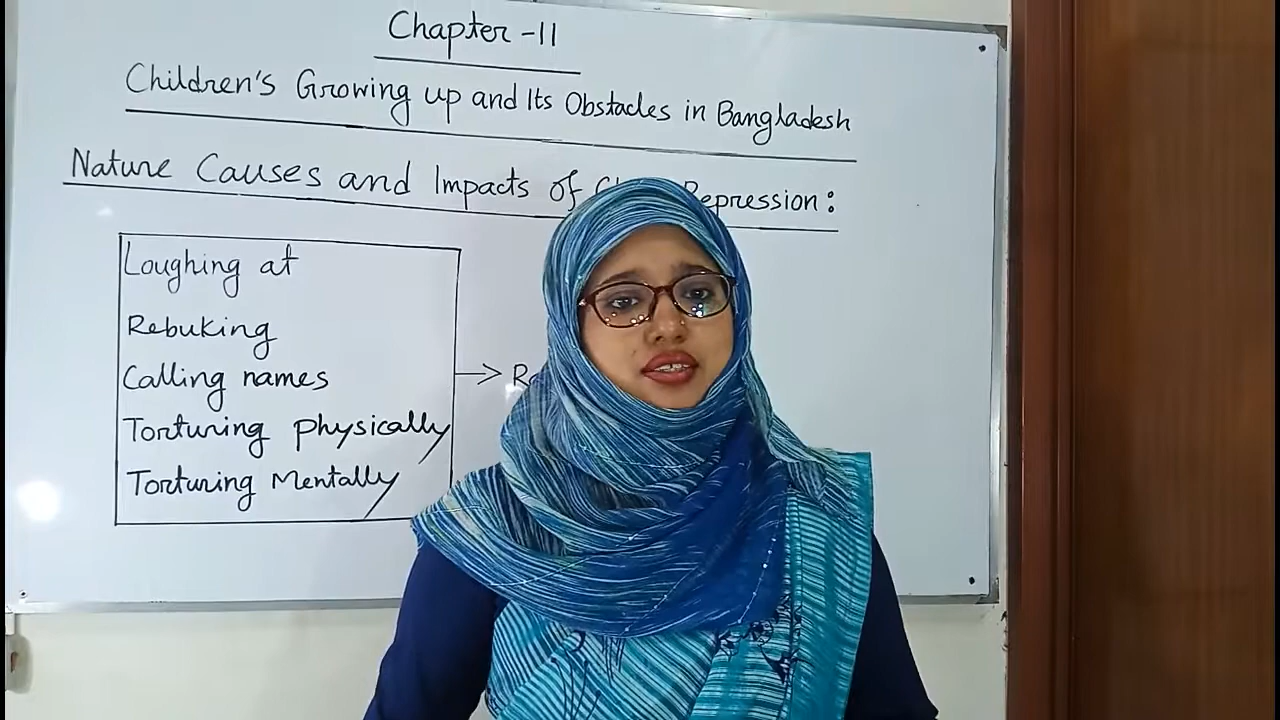 Chapter -11
Children's Growing up and Its Obstacles in Bangladesh
Nature Causes and Impacts of Repression:
Loughing at
Rebuking
Calling names
Torturing physically
Torturing Mentally